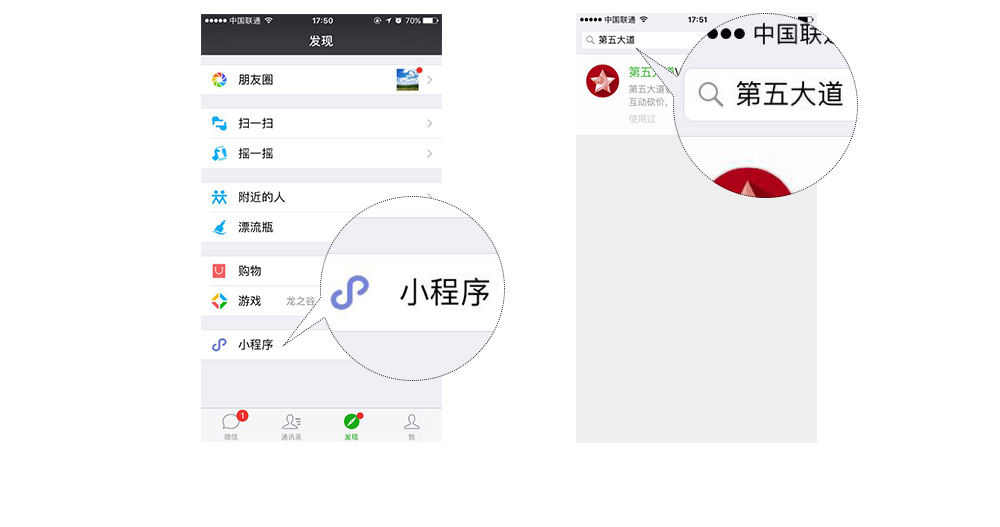 中国联通 17:50 70%
发现
朋友圈
扫一扫
摇一摇
附近的人
漂流瓶
购物
游戏 龙之谷
小程序
小程序
1
微信 通讯录 发现 我
中国联通 17:51
第五大道
第五
第五大道
互动砍价,
使用过
中国联
第五大道